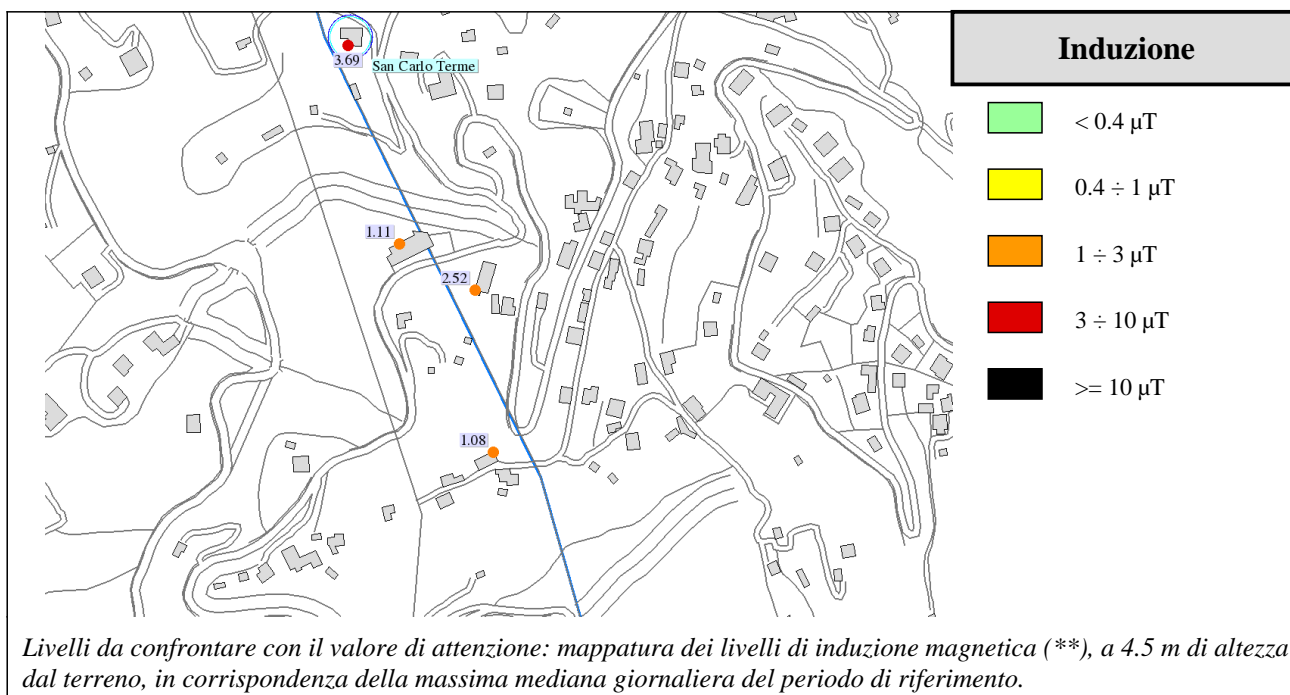 Induzione
3.69
San Carlo Terme
< 0.4 µT
0.4 ÷ 1 µT
1.11
1 ÷ 3 µT
2.52
3 ÷ 10 µT
>= 10 µT
1.08
Livelli da confrontare con il valore di attenzione: mappatura dei livelli di induzione magnetica (**), a 4.5 m di altezza
dal terreno, in corrispondenza della massima mediana giornaliera del periodo di riferimento.